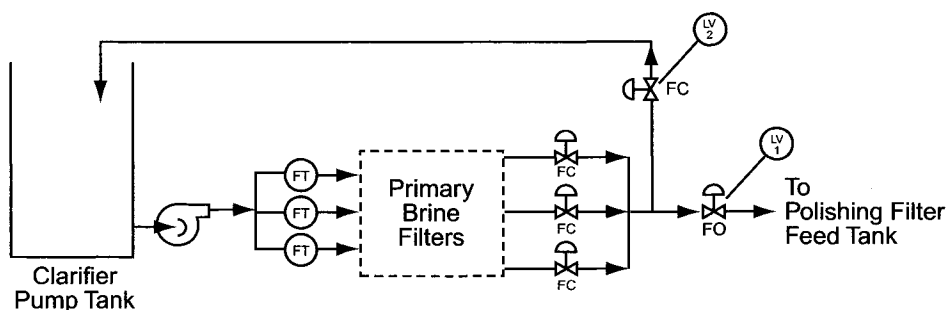 LV
2
FC
LV
1
FT
FT
FT
Primary
Brine
Filters
FC
FC
FC
FO
To
Polishing Filter
Feed Tank
Clarifier
Pump Tank